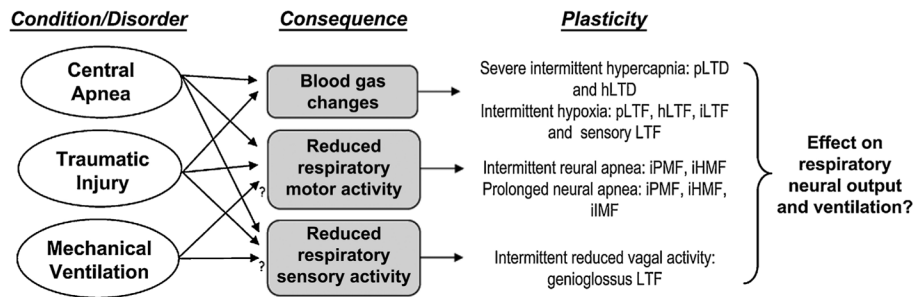 Condition/Disorder
Consequence
Plasticity
Central
Apnea
Traumatic
Injury
Mechanical
Ventilation
Blood gas
changes
Reduced
respiratory
motor activity
?
Reduced
respiratory
sensory activity
?
Severe intermittent hypercapnia: pLTD
and hLTD
Intermittent hypoxia: pLTF, hLTF, iLTF
and sensory LTF
Intermittent neural apnea: iPMF, iHMF
Prolonged neural apnea: iPMF, iHMF,
iIMF
Intermittent reduced vagal activity:
genioglossus LTF
Effect on
respiratory
neural output
and ventilation?